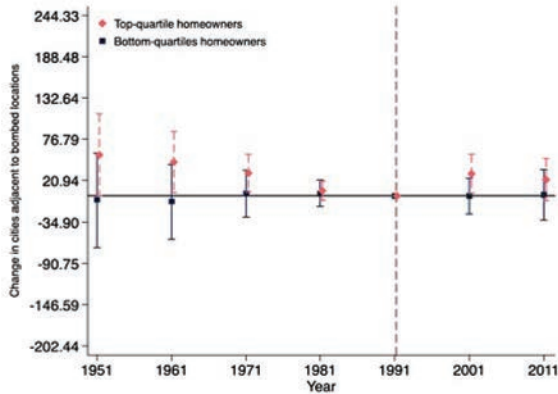 Change in cities adjacent to bombed locations
244.33
188.48
132.64
76.79
20.94
-34.90
-90.75
-146.59
-202.44
Top-quartile homeowners
Bottom-quartiles homeowners
1951 1961 1971 1981 1991 2001 2011
Year